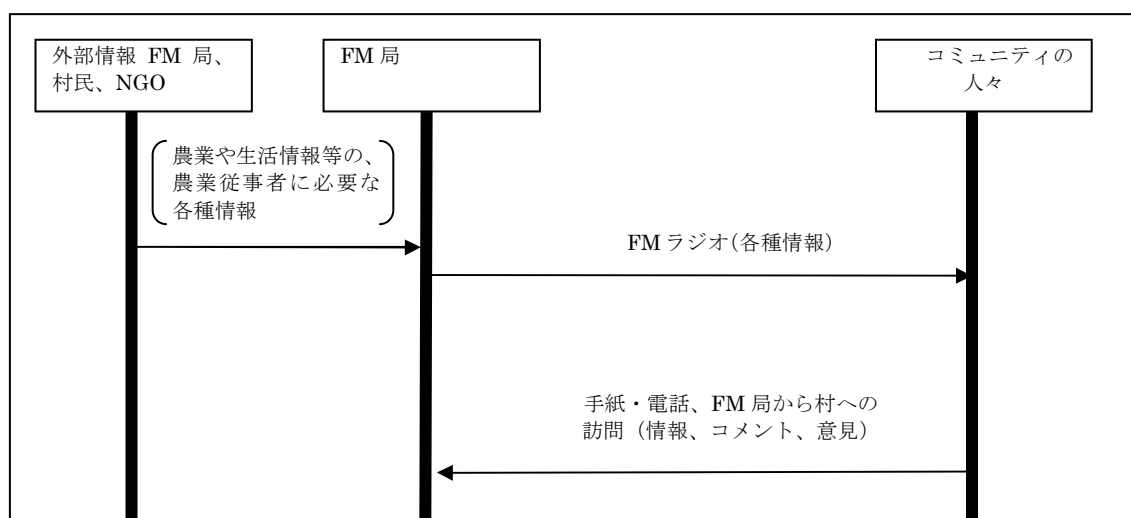 外部情報 FM 局、
村民、NGO
FM 局
コミュニティの
人々
農業や生活情報等の、
農業従事者に必要な
各種情報
FM ラジオ(各種情報)
手紙・電話、FM 局から村への
訪問（情報、コメント、意見）